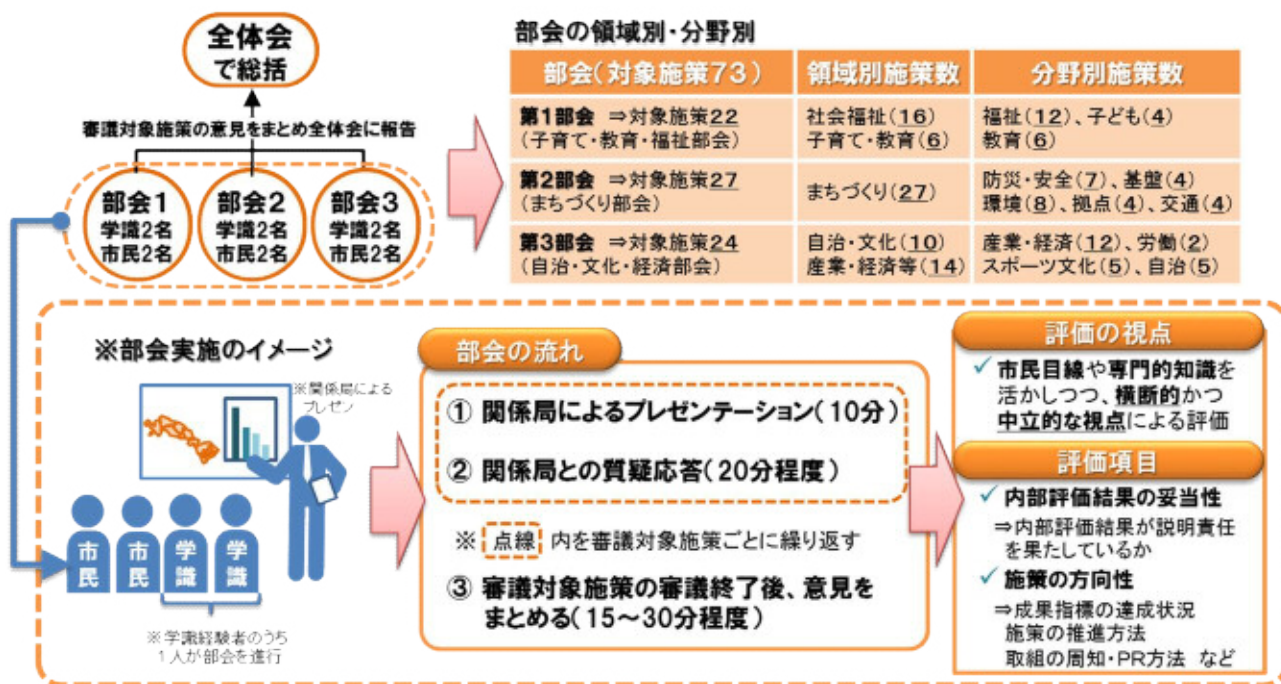 全体会
で総括
審議対象施策の意見をまとめ全体会に報告
部会1
学識2名
市民2名
部会2
学識2名
市民2名
部会3
学識2名
市民2名
部会の領域別・分野別
部会(対象施策73)
領域別施策数
分野別施策数
第1部会 ⇒対象施策22
(子育て・教育・福祉部会)
社会福祉(16)
子育て・教育(6)
福祉(12)、子ども(4)
教育(6)
第2部会 ⇒対象施策27
(まちづくり部会)
まちづくり(27)
防災・安全(7)、基盤(4)
環境(8)、拠点(4)、交通(4)
第3部会 ⇒対象施策24
(自治・文化・経済部会)
自治・文化(10)
産業・経済等(14)
産業・経済(12)、労働(2)
スポーツ文化(5)、自治(5)
※部会実施のイメージ
※関係局による
プレゼン
市民
市民
学識
学識
※学識経験者のうち
1人が部会を進行
部会の流れ
① 関係局によるプレゼンテーション(10分)
② 関係局との質疑応答(20分程度)
※ 点線 内を審議対象施策ごとに繰り返す
③ 審議対象施策の審議終了後、意見を
まとめる(15～30分程度)
評価の視点
✓ 市民目線や専門的知識を
活かしつつ、横断的かつ
中立的な視点による評価
評価項目
✓ 内部評価結果の妥当性
⇒内部評価結果が説明責任
を果たしているか
✓ 施策の方向性
⇒成果指標の達成状況
施策の推進方法
取組の周知・PR方法 など